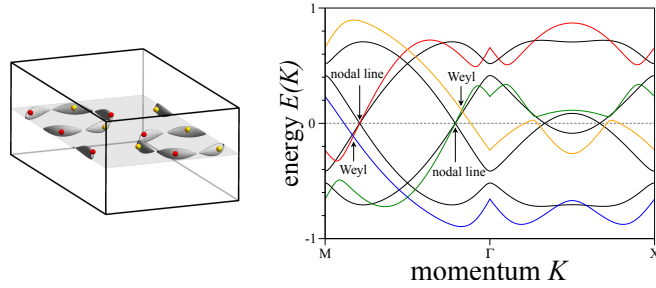 energy E(K)
1
0
-1
nodal line
Weyl
Weyl
nodal line
M
Γ
X
momentum K